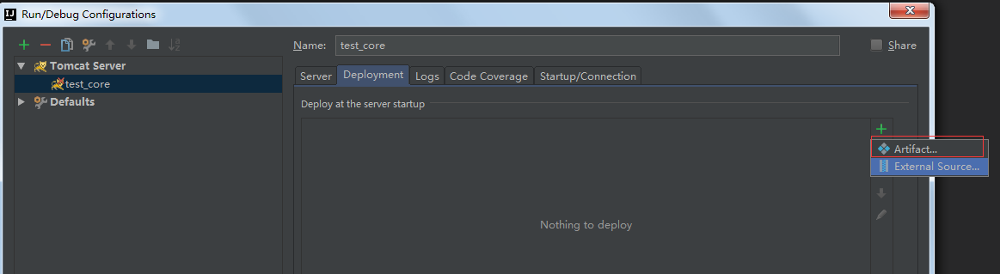 Run/Debug Configurations
Name: test_core Share
Tomcat Server
test_core
Defaults
Server Deployment Logs Code Coverage Startup/Connection
Deploy at the server startup
Artifact...
External Source...
Nothing to deploy